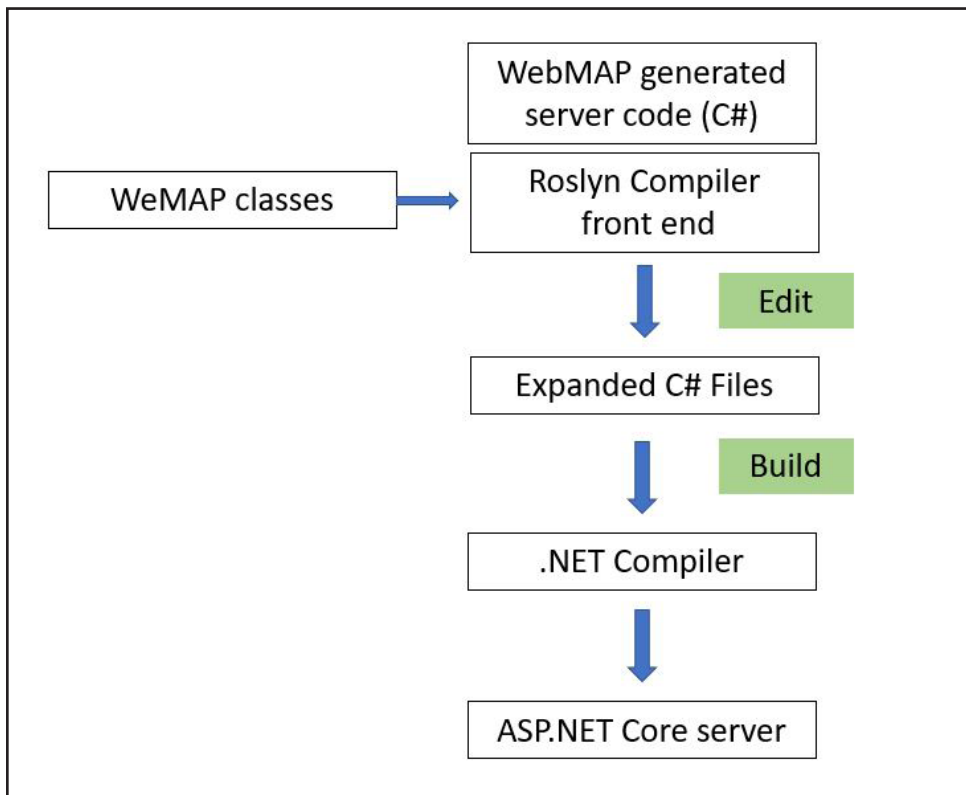 WebMAP generated
server code (C#)
WeMAP classes
Roslyn Compiler
front end
Edit
Expanded C# Files
Build
.NET Compiler
ASP.NET Core server